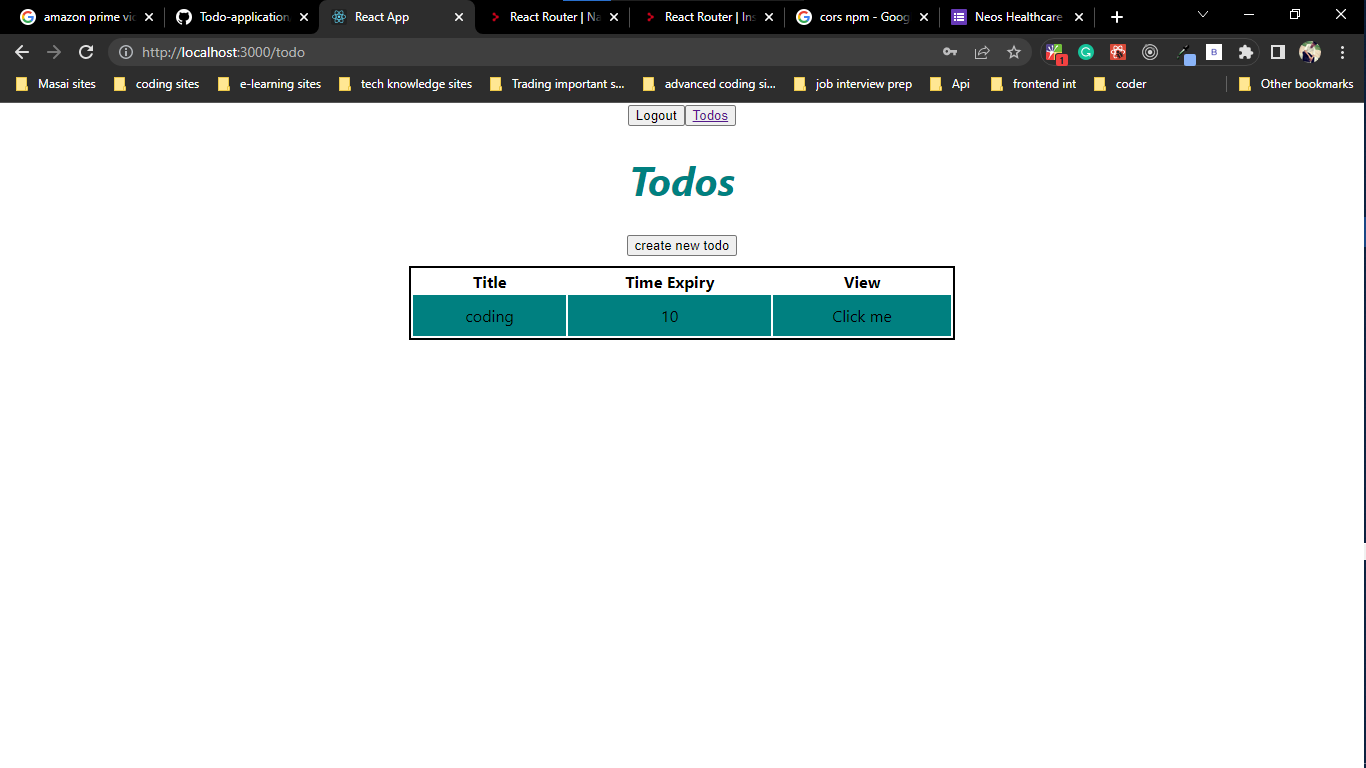 amazon prime vi
Todo-application
React App
React Router | Na
React Router | Ins
cors npm - Goog
Neos Healthcare
http://localhost:3000/todo
1
B
Masai sites
coding sites
e-learning sites
tech knowledge sites
Trading important s...
advanced coding si...
job interview prep
Api
frontend int
coder
Other bookmarks
Logout Todos
Todos
create new todo
Title Time Expiry View
coding 10 Click me